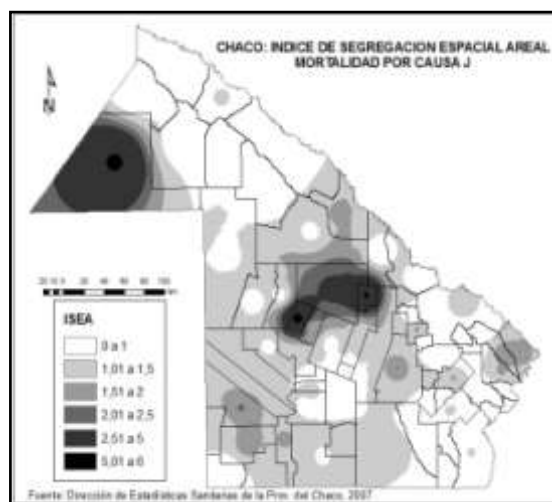 CHACO: INDICE DE SEGREGACION ESPACIAL AREAL
MORTALIDAD POR CAUSA J
N
ISEA
0 a 1
1,01 a 1,5
1,51 a 2
2,01 a 2,5
2,51 a 5
5,01 a 6
Fuente: Dirección de Estadísticas Sanitarias de la Prov. del Chaco, 2007